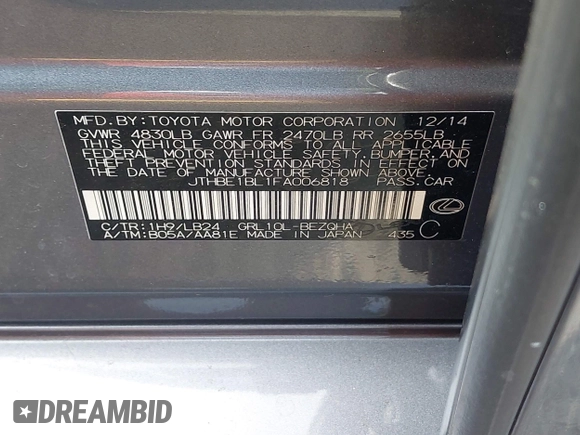 MFD. BY: TOYOTA MOTOR CORPORATION 12/14
GVWR 4830LB GAWR FR 2470LB RR 2655LB
THIS VEHICLE CONFORMS TO ALL APPLICABLE
FEDERAL MOTOR VEHICLE SAFETY, BUMPER, AND
THEFT PREVENTION STANDARDS IN EFFECT ON
THE DATE OF MANUFACTURE SHOWN ABOVE.
JTHBE1BL1FA006818 PASS. CAR
C/TR: 1H9/LB24 GRL10L-BEZQHA
A/TM: B05A/AA81E MADE IN JAPAN 435 C
DREAMBID